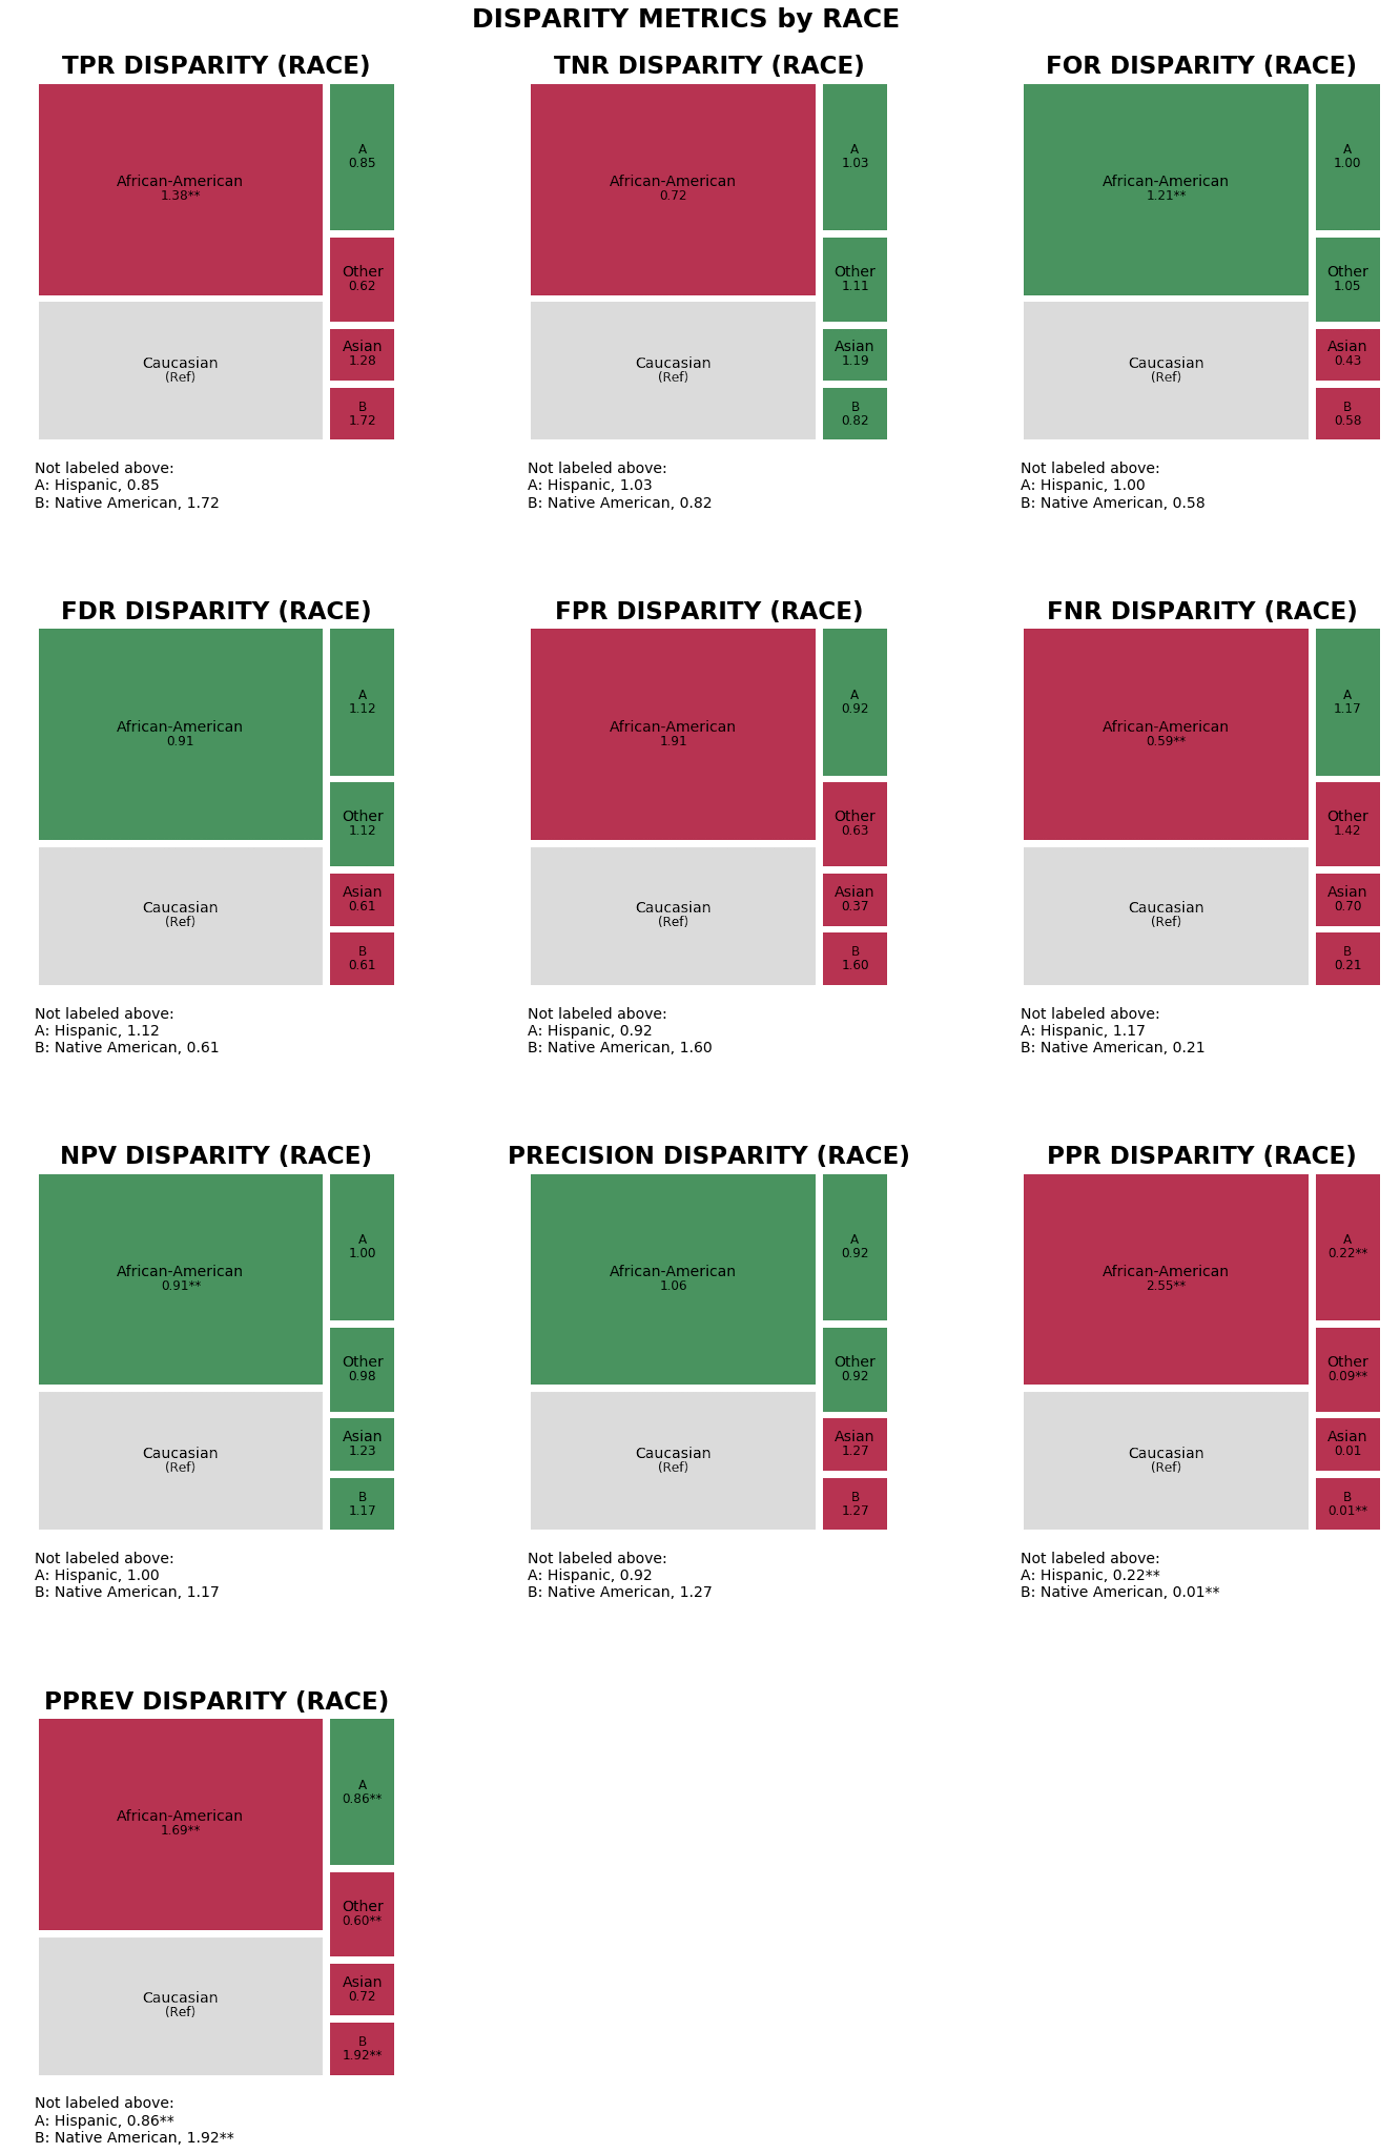 DISPARITY METRICS by RACE
TPR DISPARITY (RACE)
African-American
1.38**
A
0.85
Other
0.62
Caucasian
(Ref)
Asian
1.28
B
1.72
Not labeled above:
A: Hispanic, 0.85
B: Native American, 1.72
TNR DISPARITY (RACE)
African-American
0.72
A
1.03
Other
1.11
Caucasian
(Ref)
Asian
1.19
B
0.82
Not labeled above:
A: Hispanic, 1.03
B: Native American, 0.82
FOR DISPARITY (RACE)
African-American
1.21**
A
1.00
Other
1.05
Caucasian
(Ref)
Asian
0.43
B
0.58
Not labeled above:
A: Hispanic, 1.00
B: Native American, 0.58
FDR DISPARITY (RACE)
African-American
0.91
A
1.12
Other
1.12
Caucasian
(Ref)
Asian
0.61
B
0.61
Not labeled above:
A: Hispanic, 1.12
B: Native American, 0.61
FPR DISPARITY (RACE)
African-American
1.91
A
0.92
Other
0.63
Caucasian
(Ref)
Asian
0.37
B
1.60
Not labeled above:
A: Hispanic, 0.92
B: Native American, 1.60
FNR DISPARITY (RACE)
African-American
0.59**
A
1.17
Other
1.42
Caucasian
(Ref)
Asian
0.70
B
0.21
Not labeled above:
A: Hispanic, 1.17
B: Native American, 0.21
NPV DISPARITY (RACE)
African-American
0.91**
A
1.00
Other
0.98
Caucasian
(Ref)
Asian
1.23
B
1.17
Not labeled above:
A: Hispanic, 1.00
B: Native American, 1.17
PRECISION DISPARITY (RACE)
African-American
1.06
A
0.92
Other
0.92
Caucasian
(Ref)
Asian
1.27
B
1.27
Not labeled above:
A: Hispanic, 0.92
B: Native American, 1.27
PPR DISPARITY (RACE)
African-American
2.55**
A
0.22**
Other
0.09**
Caucasian
(Ref)
Asian
0.01
B
0.01**
Not labeled above:
A: Hispanic, 0.22**
B: Native American, 0.01**
PPREV DISPARITY (RACE)
African-American
1.69**
A
0.86**
Other
0.60**
Caucasian
(Ref)
Asian
0.72
B
1.92**
Not labeled above:
A: Hispanic, 0.86**
B: Native American, 1.92**